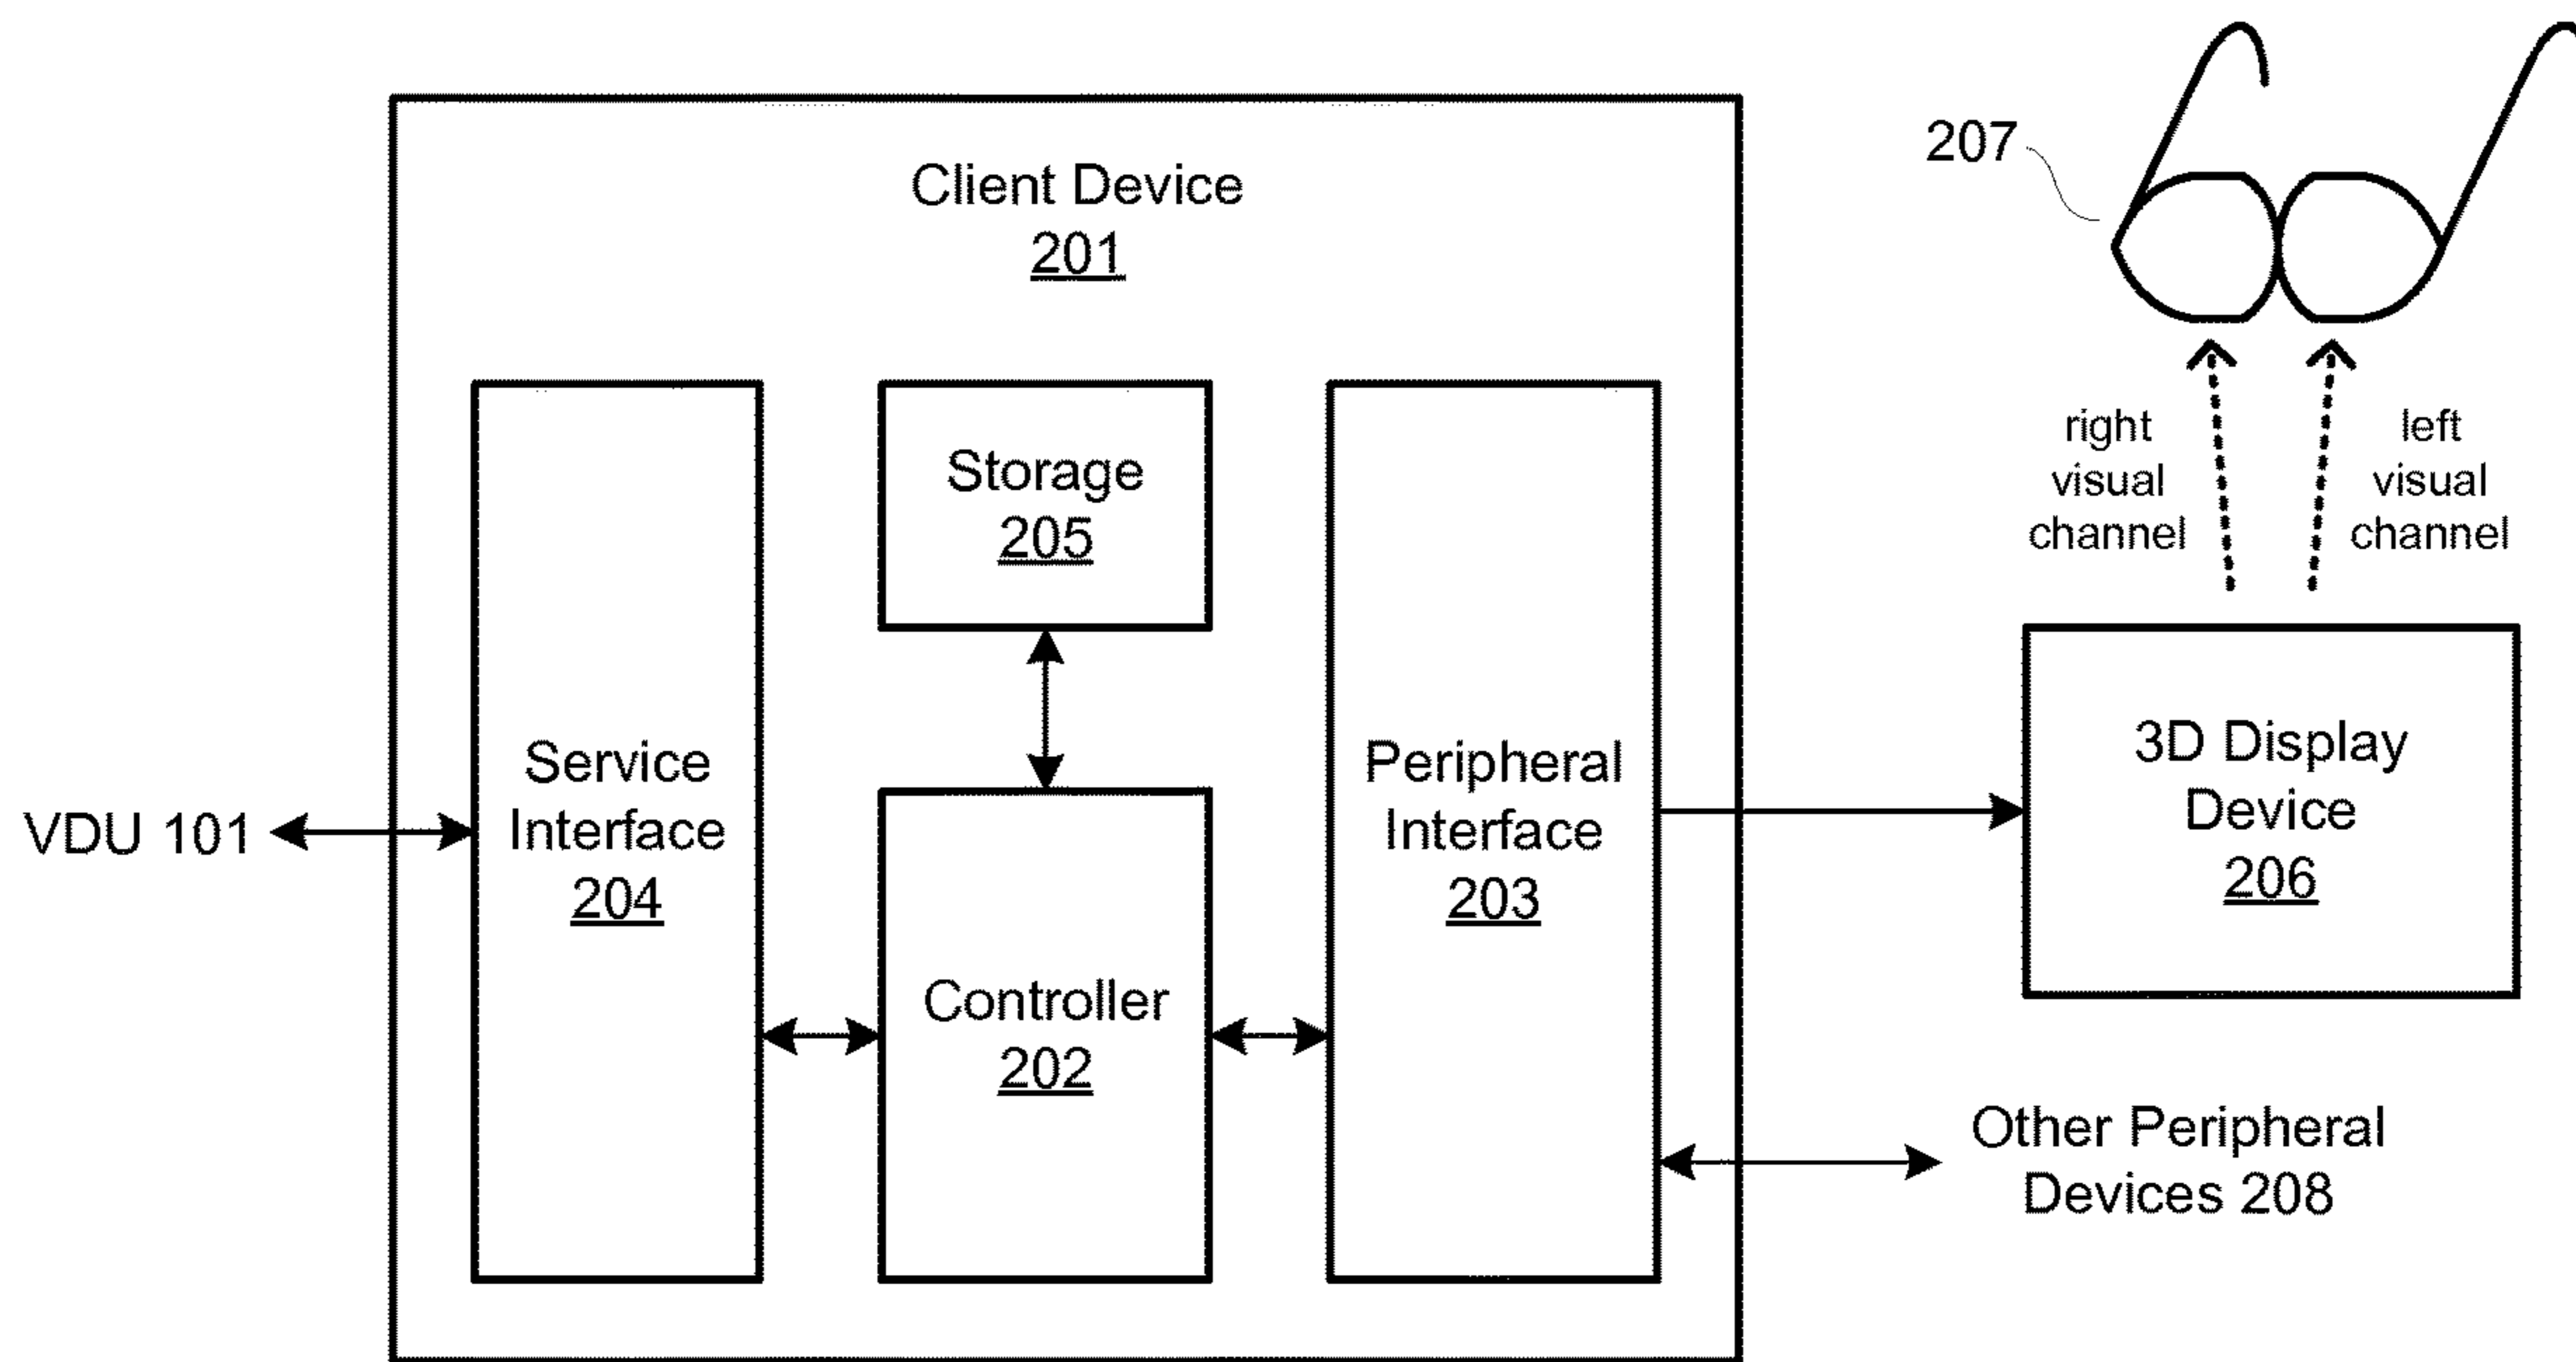 Client Device
201
207
right
visual
channel
left
visual
channel
Storage
205
Service
Interface
204
Peripheral
Interface
203
3D Display
Device
206
VDU 101
Controller
202
Other Peripheral
Devices 208